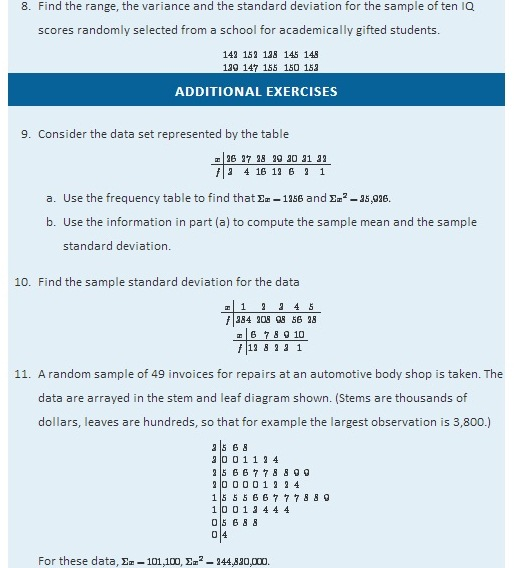 8. Find the range, the variance and the standard deviation for the sample of ten IQ
scores randomly selected from a school for academically gifted students.
145 148
147 155 150
ADDITIONAL EXERCISES
9. Consider the data set represented by the table
x 26 27 28 29 30 31 32
f 3 4 16 12 6 2 1
a. Use the frequency table to find that Σx = 1256 and Σx² = 35,926.
b. Use the information in part (a) to compute the sample mean and the sample
standard deviation.
10. Find the sample standard deviation for the data
x 1 2 3 4 5
f 384 208 98 56 28
x 6 7 8 9 10
f 12 8 2 3 1
11. A random sample of 49 invoices for repairs at an automotive body shop is taken. The
data are arrayed in the stem and leaf diagram shown. (Stems are thousands of
dollars, leaves are hundreds, so that for example the largest observation is 3,800.)
3 5 6 8
3 0 0 1 1 2 4
2 5 6 6 7 7 8 8 9 9
2 0 0 0 0 1 2 2 4
1 5 5 5 6 6 7 7 7 8 8 9
1 0 0 1 3 4 4 4
0 5 6 8 8
0 4
For these data, Σx = 101,100, Σx² = 244,830,000.